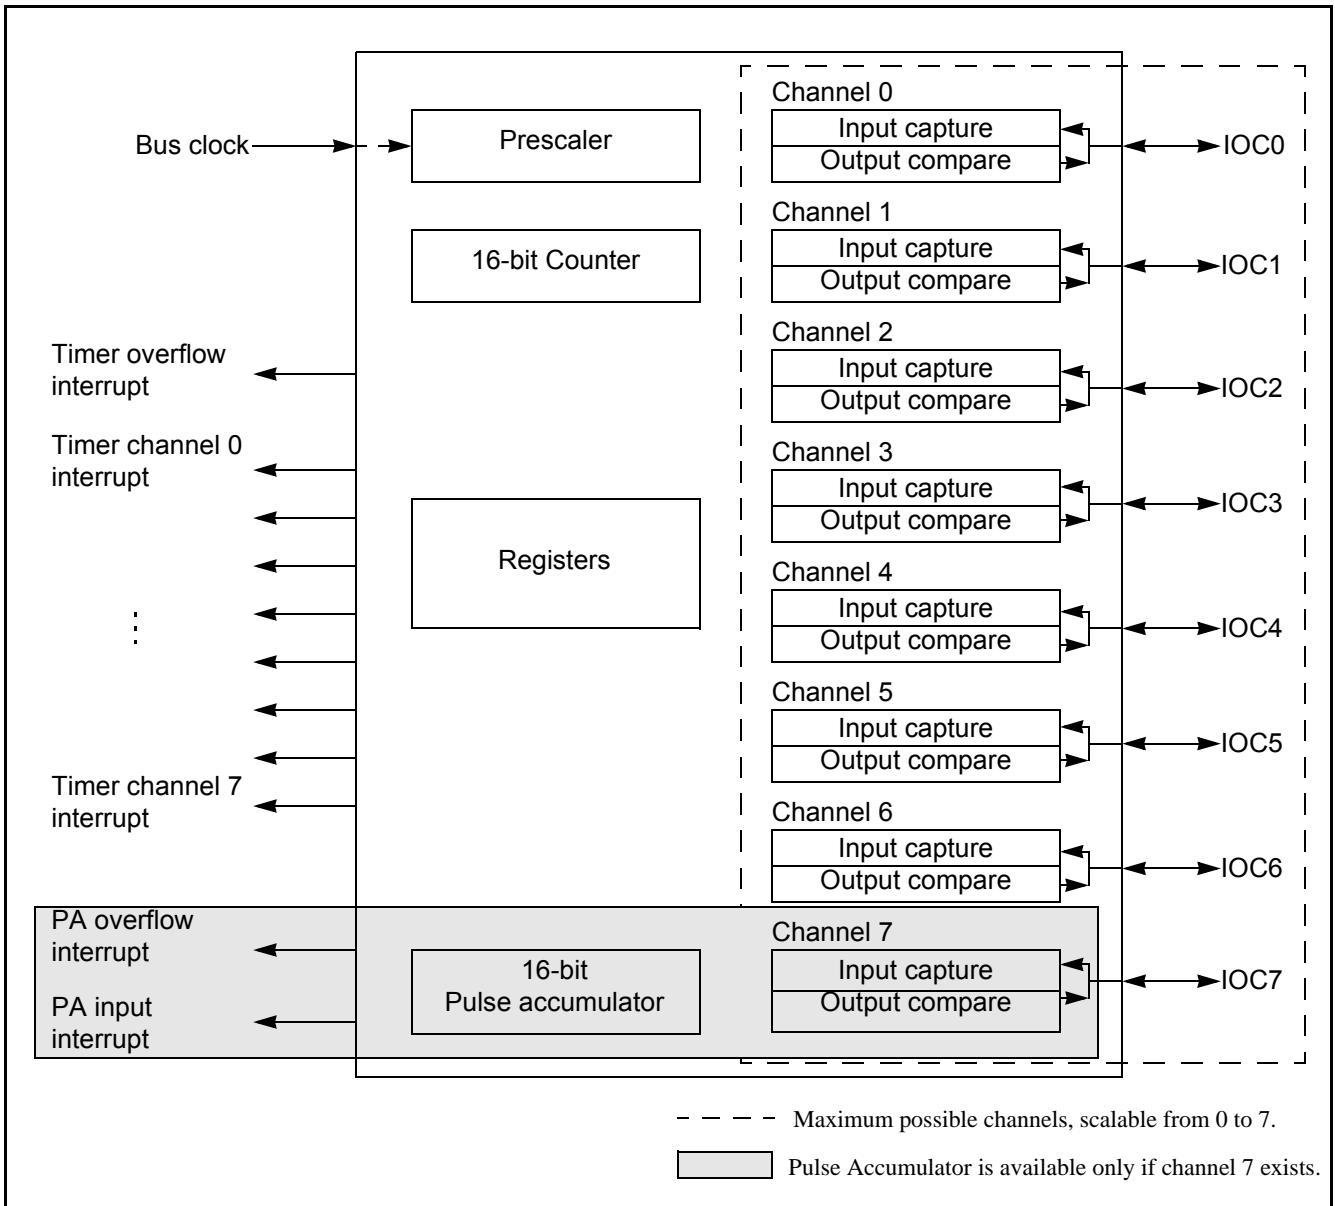 Bus clock
Timer overflow
interrupt
Timer channel 0
interrupt
Timer channel 7
interrupt
PA overflow
interrupt
PA input
interrupt
Prescaler
16-bit Counter
Registers
16-bit
Pulse accumulator
Channel 0
Input capture
Output compare
IOC0
Channel 1
Input capture
Output compare
IOC1
Channel 2
Input capture
Output compare
IOC2
Channel 3
Input capture
Output compare
IOC3
Channel 4
Input capture
Output compare
IOC4
Channel 5
Input capture
Output compare
IOC5
Channel 6
Input capture
Output compare
IOC6
Channel 7
Input capture
Output compare
IOC7
Maximum possible channels, scalable from 0 to 7.
Pulse Accumulator is available only if channel 7 exists.